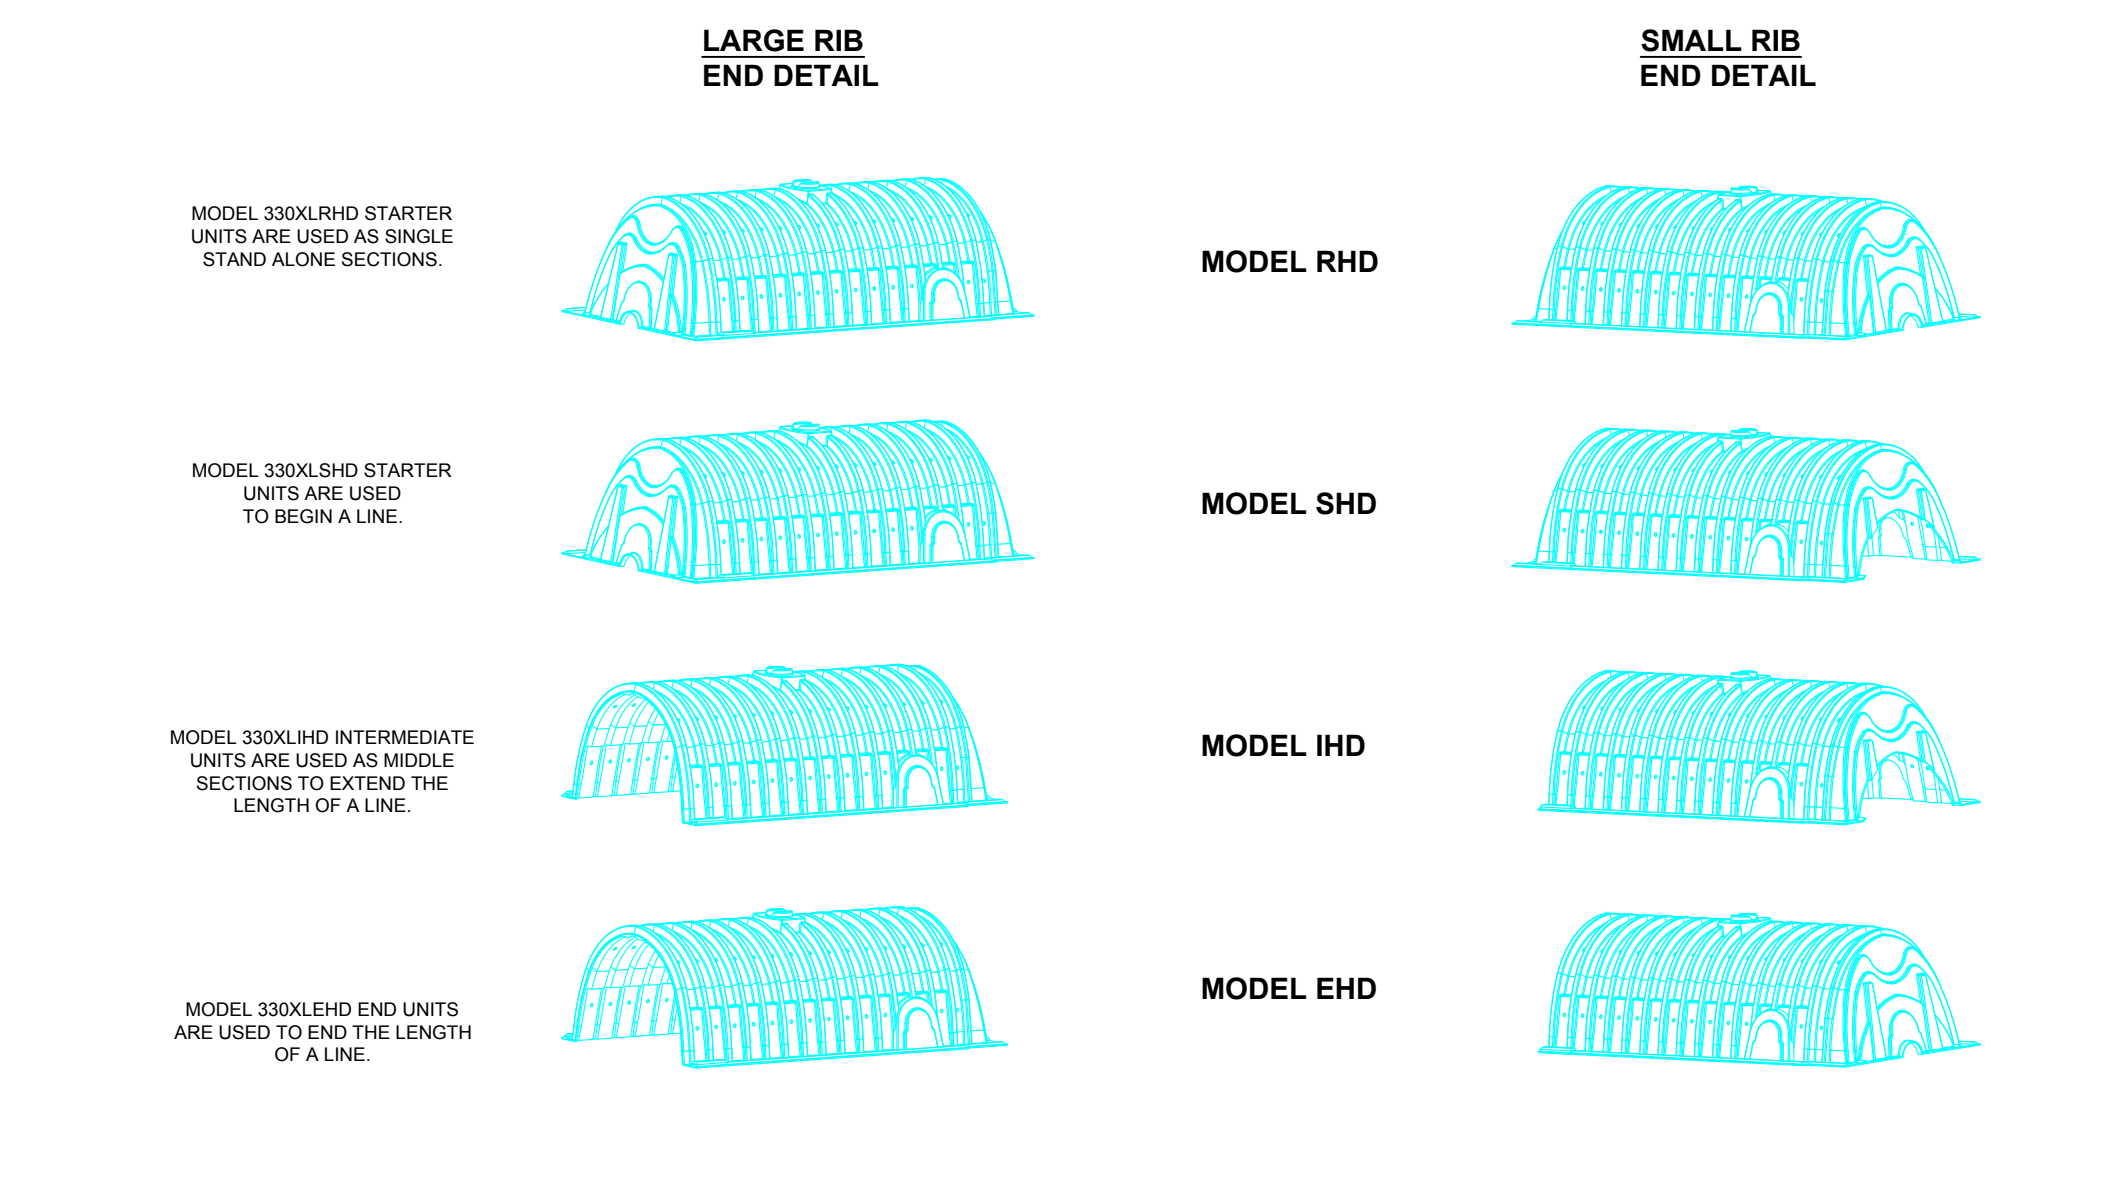 LARGE RIB
END DETAIL
SMALL RIB
END DETAIL
MODEL 330XLRHD STARTER
UNITS ARE USED AS SINGLE
STAND ALONE SECTIONS.
MODEL RHD
MODEL 330XLSHD STARTER
UNITS ARE USED
TO BEGIN A LINE.
MODEL SHD
MODEL 330XLIHD INTERMEDIATE
UNITS ARE USED AS MIDDLE
SECTIONS TO EXTEND THE
LENGTH OF A LINE.
MODEL IHD
MODEL 330XLEHD END UNITS
ARE USED TO END THE LENGTH
OF A LINE.
MODEL EHD